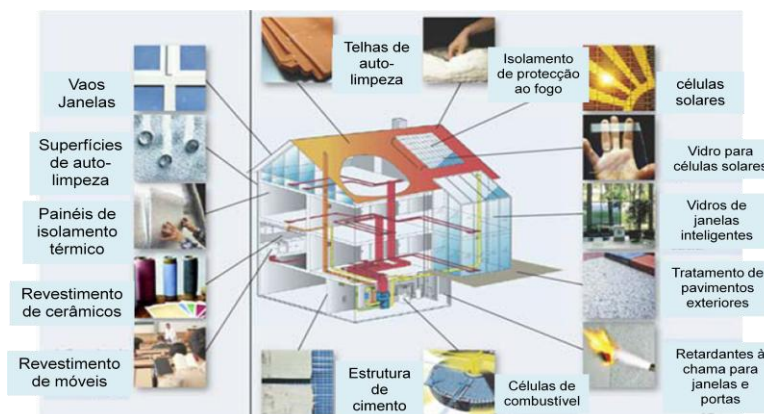 Telhas de
auto-
limpeza
Isolamento
de protecção
ao fogo
células
solares
Vaos
Janelas
Superfícies
de auto-
limpeza
Vidro para
células solares
Painéis de
isolamento
térmico
Vidros de
janelas
inteligentes
Revestimento
de cerâmicos
Tratamento de
pavimentos
exteriores
Revestimento
de móveis
Estrutura
de
cimento
Células de
combustível
Retardantes à
chama para
janelas e
portas